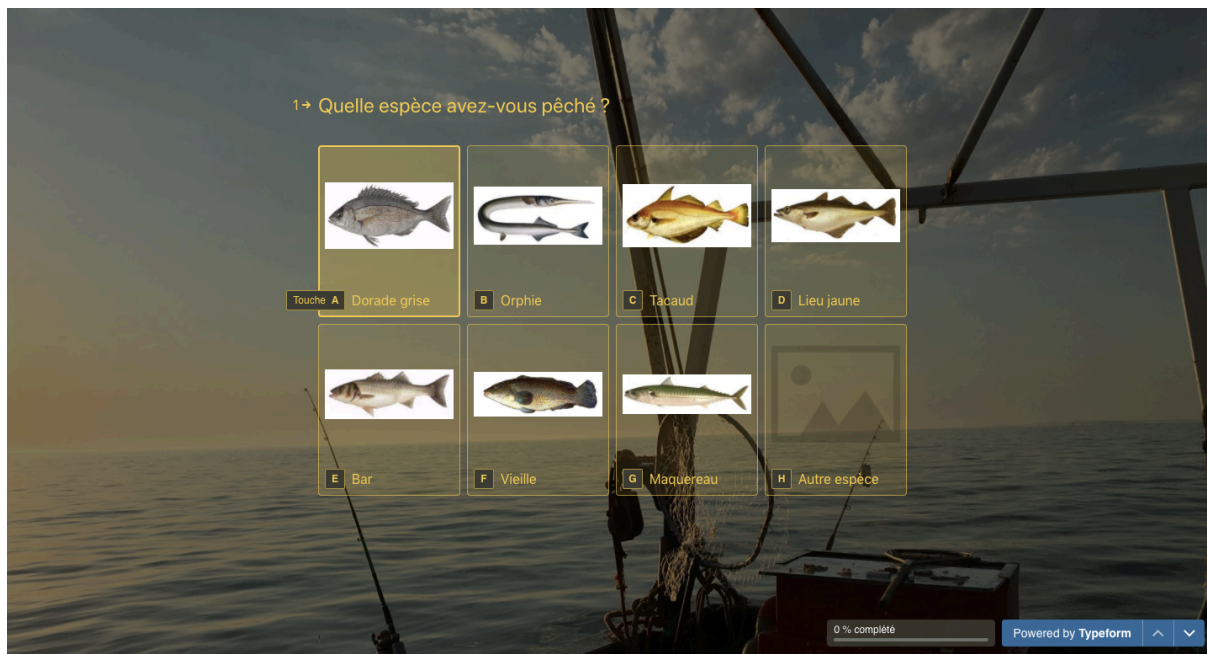 1→ Quelle espèce avez-vous pêché ?
Touche A Dorade grise
B Orphie
C Tacaud
D Lieu jaune
E Bar
F Vieille
G Maquereau
H Autre espèce
0 % complété
Powered by Typeform